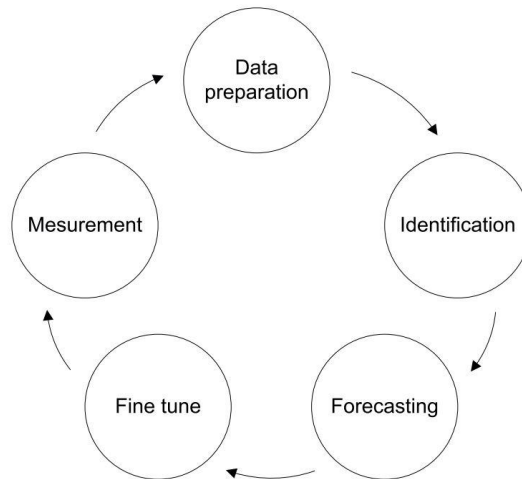 Data
preparation
Identification
Forecasting
Fine tune
Mesurement